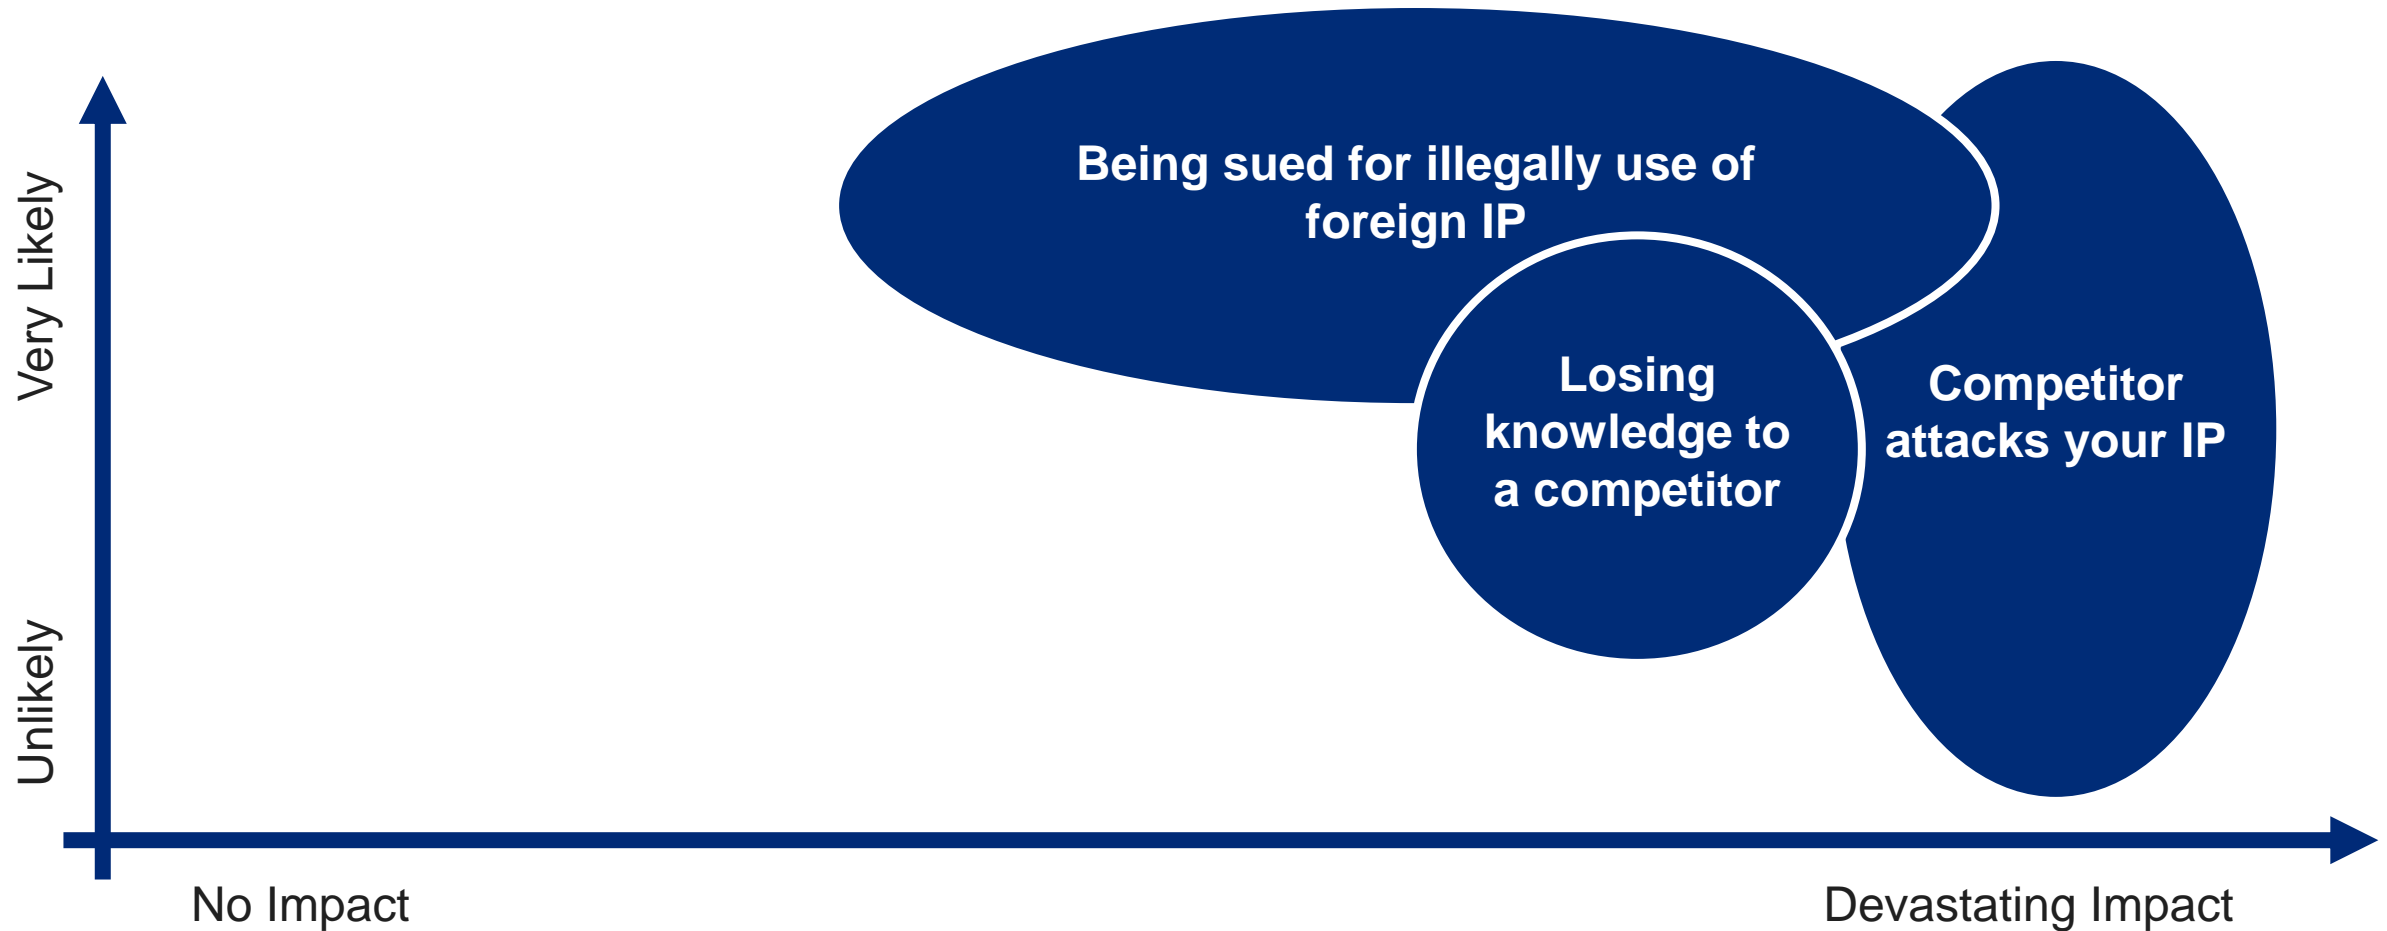 Very Likely
Unlikely
Being sued for illegally use of
foreign IP
Losing
knowledge to
a competitor
Competitor
attacks your IP
No Impact
Devastating Impact